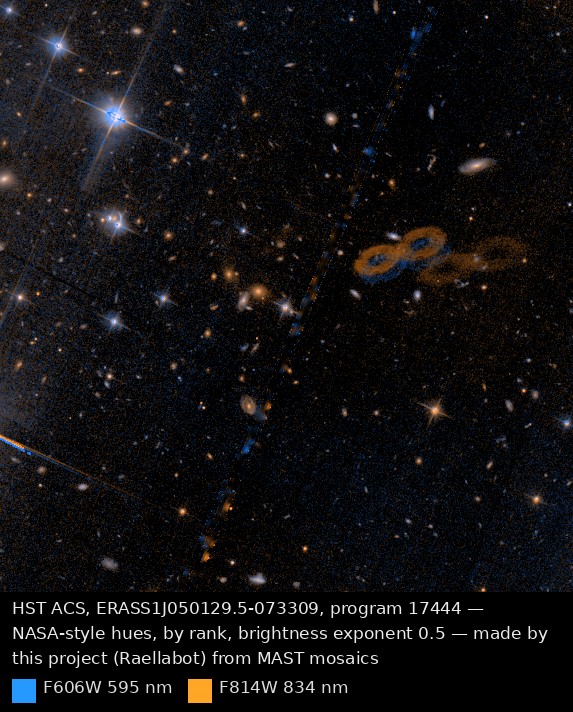 HST ACS, ERASS1J050129.5-073309, program 17444 —
NASA-style hues, by rank, brightness exponent 0.5 — made by
this project (Raellabot) from MAST mosaics
F606W 595 nm F814W 834 nm